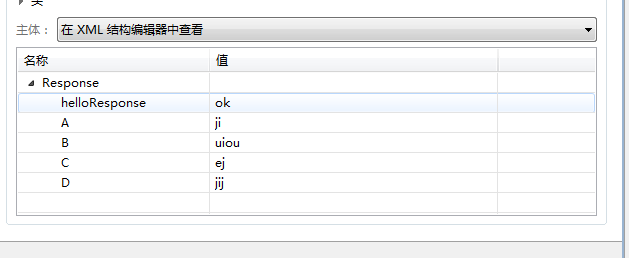 主体： 在 XML 结构编辑器中查看
名称 值
Response
helloResponse ok
A ji
B uiou
C ej
D jij